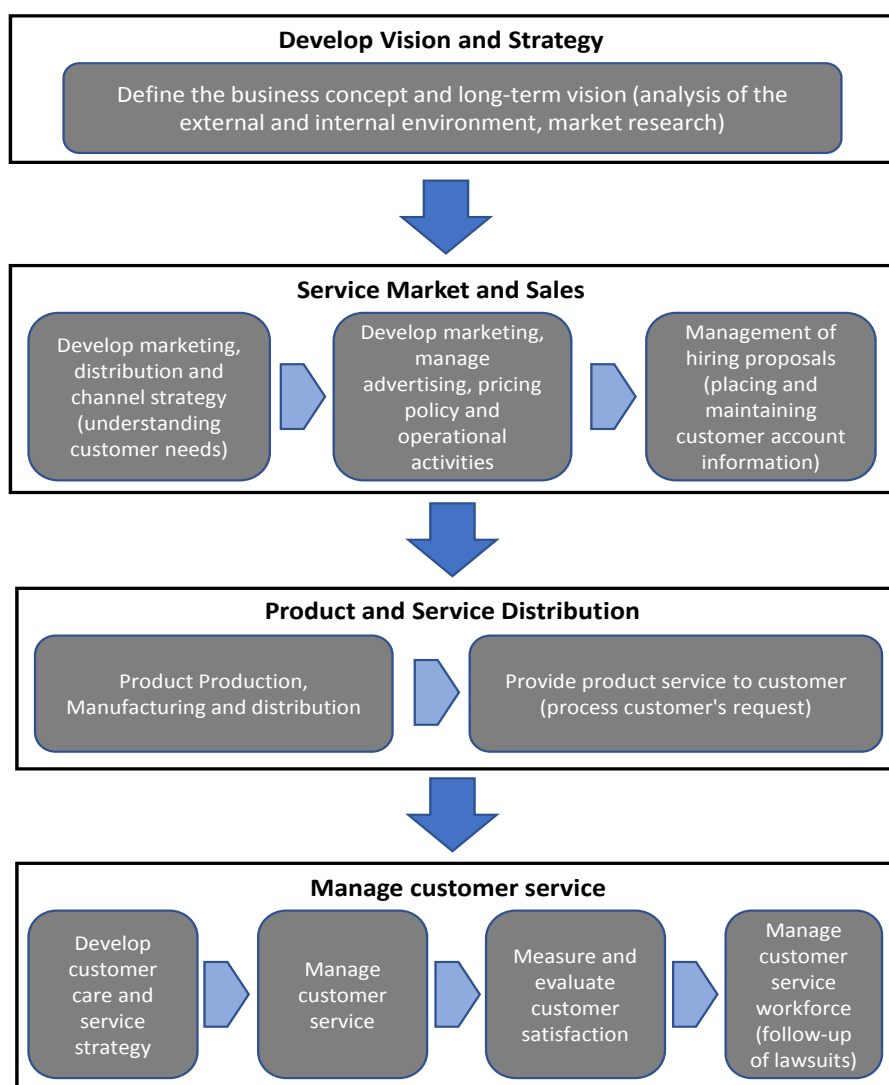 Develop Vision and Strategy
Define the business concept and long-term vision (analysis of the
external and internal environment, market research)
Service Market and Sales
Develop marketing,
distribution and
channel strategy
(understanding
customer needs)
Develop marketing,
manage
advertising, pricing
policy and
operational
activities
Management of
hiring proposals
(placing and
maintaining
customer account
information)
Product and Service Distribution
Product Production,
Manufacturing and distribution
Provide product service to customer
(process customer's request)
Manage customer service
Develop
customer
care and
service
strategy
Manage
customer
service
Measure and
evaluate
customer
satisfaction
Manage
customer
service
workforce
(follow-up
of lawsuits)